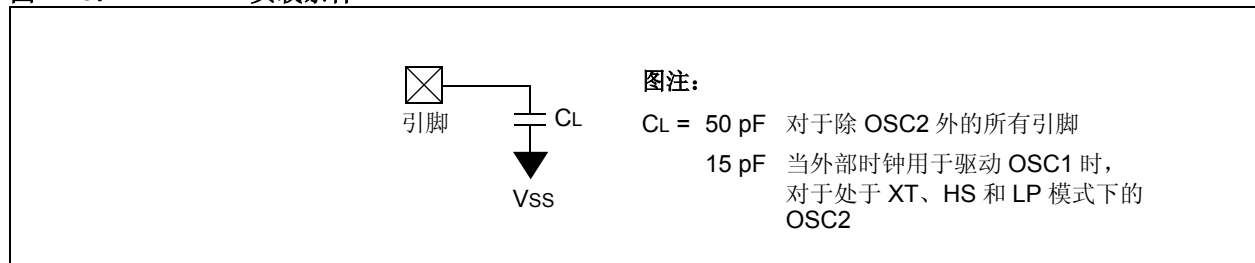 引脚
CL
VSS
图注：
CL = 50 pF 对于除 OSC2 外的所有引脚
15 pF 当外部时钟用于驱动 OSC1 时，
对于处于 XT、HS 和 LP 模式下的
OSC2